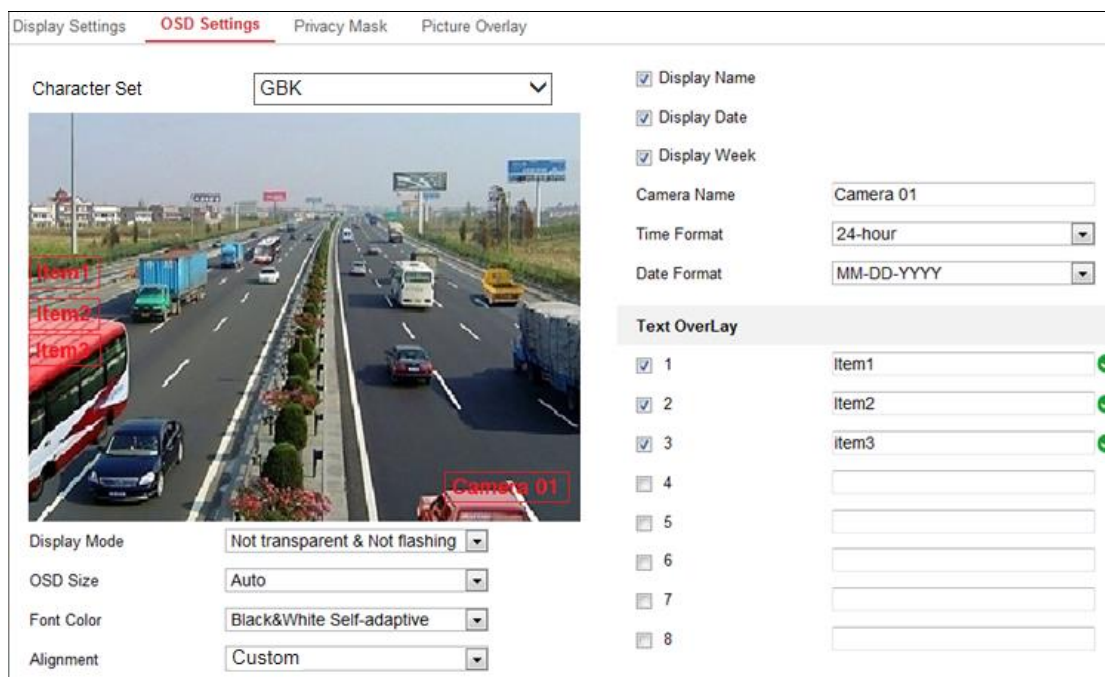 Display Settings OSD Settings Privacy Mask Picture Overlay
Character Set GBK
Item1
Item2
Camera 01
Display Mode Not transparent & Not flashing
OSD Size Auto
Font Color Black&White Self-adaptive
Alignment Custom
Display Name
Display Date
Display Week
Camera Name Camera 01
Time Format 24-hour
Date Format MM-DD-YYYY
Text OverLay
1 Item1
2 Item2
3 item3
4
5
6
7
8